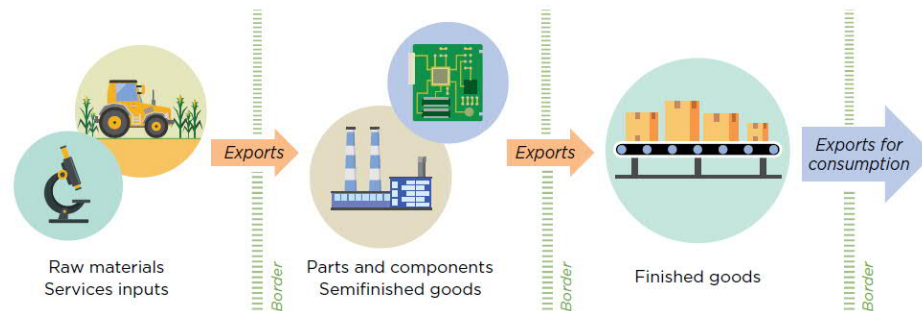 Exports
Exports
Exports for
consumption
Raw materials
Services inputs
Border
Parts and components
Semifinished goods
Border
Finished goods
Border